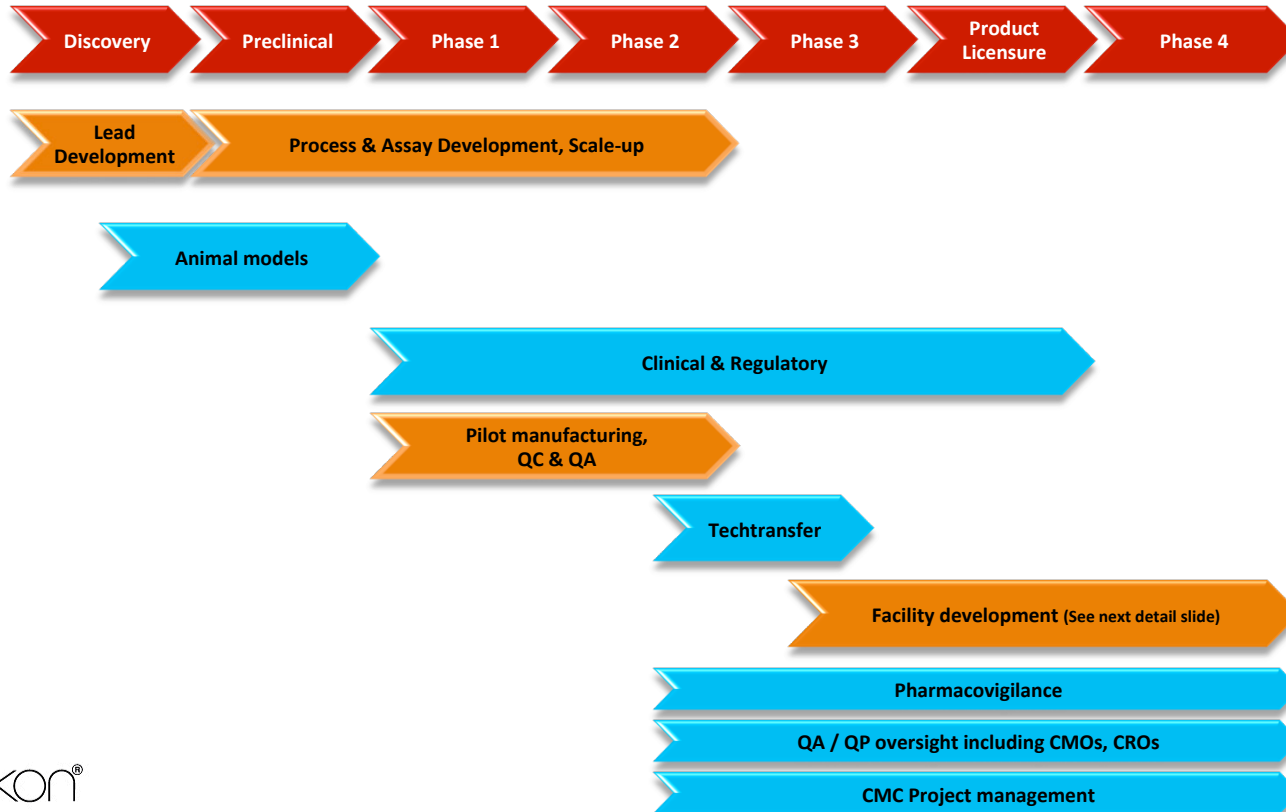 Discovery
Preclinical
Phase 1
Phase 2
Phase 3
Product
Licensure
Phase 4
Lead
Development
Process & Assay Development, Scale-up
Animal models
Clinical & Regulatory
Pilot manufacturing,
QC & QA
Techtransfer
Facility development (See next detail slide)
Pharmacovigilance
QA / QP oversight including CMOs, CROs
CMC Project management